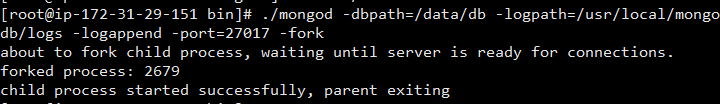 [root@ip-172-31-29-151 bin]# ./mongod -dbpath=/data/db -logpath=/usr/local/mongo
db/logs -logappend -port=27017 -fork
about to fork child process, waiting until server is ready for connections.
forked process: 2679
child process started successfully, parent exiting